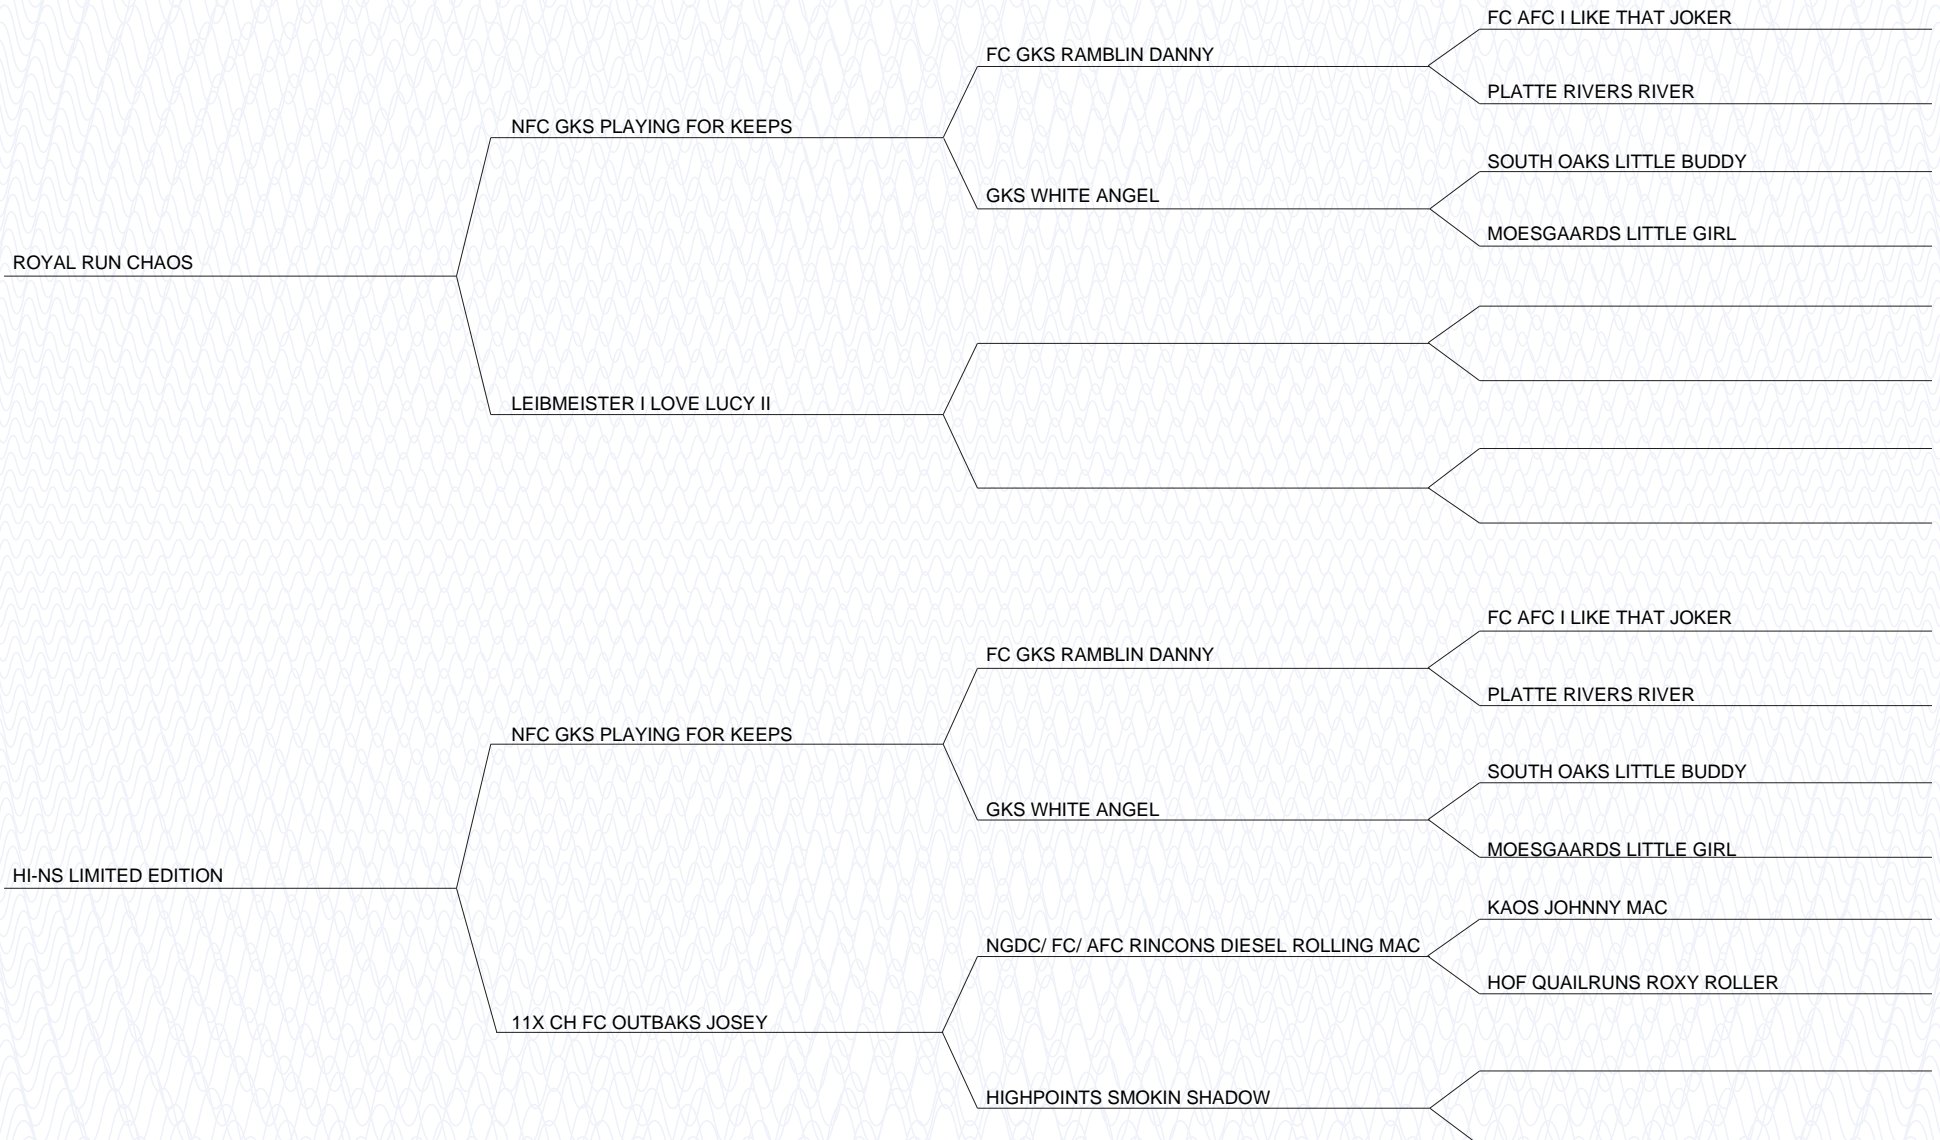 FC AFC I LIKE THAT JOKER
FC GKS RAMBLIN DANNY
PLATTE RIVERS RIVER
NFC GKS PLAYING FOR KEEPS
SOUTH OAKS LITTLE BUDDY
GKS WHITE ANGEL
MOESGAARDS LITTLE GIRL
ROYAL RUN CHAOS
LEIBMEISTER I LOVE LUCY II
FC AFC I LIKE THAT JOKER
FC GKS RAMBLIN DANNY
PLATTE RIVERS RIVER
NFC GKS PLAYING FOR KEEPS
SOUTH OAKS LITTLE BUDDY
GKS WHITE ANGEL
MOESGAARDS LITTLE GIRL
HI-NS LIMITED EDITION
KAOS JOHNNY MAC
NGDC/ FC/ AFC RINCONS DIESEL ROLLING MAC
HOF QUAILRUNS ROXY ROLLER
11X CH FC OUTBAKS JOSEY
HIGHPOINTS SMOKIN SHADOW